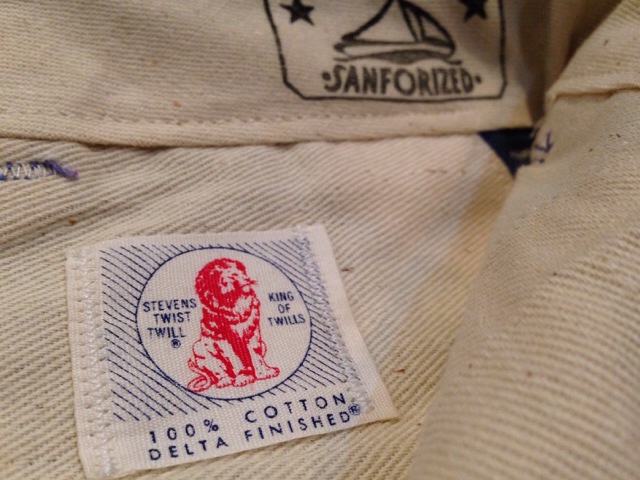 ·SANFORIZED·
STEVENS
TWIST
TWILL
®
KING
OF
TWILLS
100% COTTON
DELTA FINISHED®